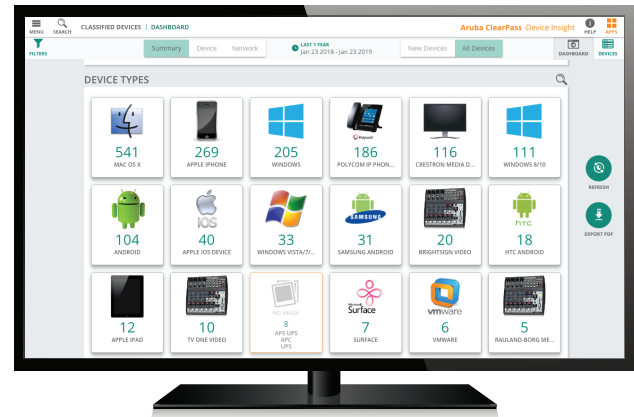 MENU
SEARCH
CLASSIFIED DEVICES | DASHBOARD
Aruba ClearPass Device Insight
HELP
APPS
FILTERS
Summary
Device
Network
LAST 1 YEAR
Jan 23 2018 - Jan 23 2019
New Devices
All Devices
DASHBOARD
DEVICES
DEVICE TYPES
541
MAC OS X
269
APPLE IPHONE
205
WINDOWS
Polycom
186
POLYCOM IP PHON...
116
CRESTRON MEDIA D...
111
WINDOWS 8/10
REFRESH
104
ANDROID
iOS
40
APPLE IOS DEVICE
33
WINDOWS VISTA/7/...
SAMSUNG
31
SAMSUNG ANDROID
20
BRIGHTSIGN VIDEO
hTC
18
HTC ANDROID
EXPORT PDF
12
APPLE IPAD
10
TV ONE VIDEO
NO IMAGE
8
APS UPS
APC
UPS
Microsoft
Surface
7
SURFACE
vmware
6
VMWARE
5
RAULAND-BORG ME...